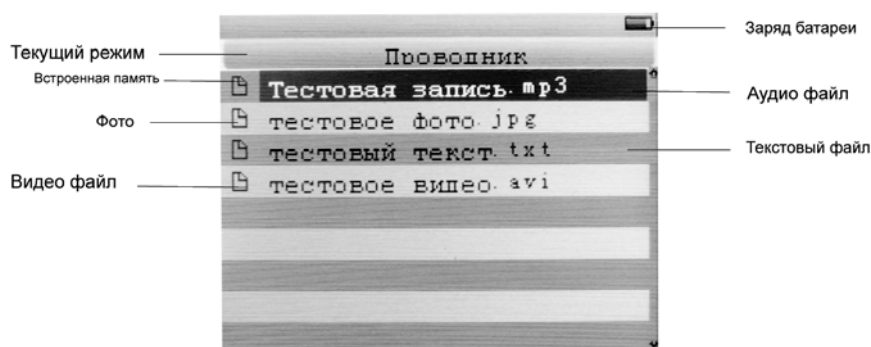 Заряд батареи
Текущий режим
Проводник
Встроенная память
Тестовая запись.mp3
Аудио файл
Фото
тестовое фото.jpg
тестовый текст.txt
Текстовый файл
Видео файл
тестовое видео.avi